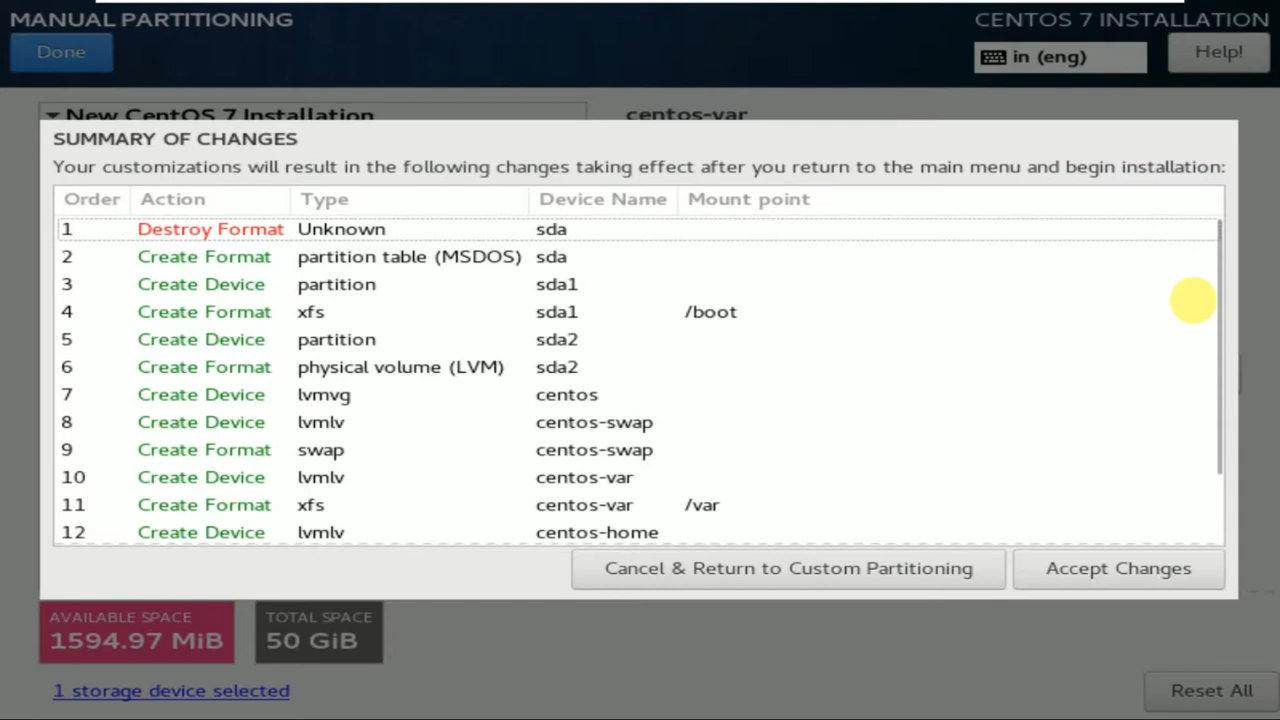 MANUAL PARTITIONING
CENTOS 7 INSTALLATION
Done
in (eng)
Help!
New CentOS 7 Installation
centos-var
SUMMARY OF CHANGES
Your customizations will result in the following changes taking effect after you return to the main menu and begin installation:
Order Action Type Device Name Mount point
1 Destroy Format Unknown sda
2 Create Format partition table (MSDOS) sda
3 Create Device partition sda1
4 Create Format xfs sda1 /boot
5 Create Device partition sda2
6 Create Format physical volume (LVM) sda2
7 Create Device lvmvg centos
8 Create Device lvmlv centos-swap
9 Create Format swap centos-swap
10 Create Device lvmlv centos-var
11 Create Format xfs centos-var /var
12 Create Device lvmlv centos-home
Cancel & Return to Custom Partitioning
Accept Changes
AVAILABLE SPACE
1594.97 MiB
TOTAL SPACE
50 GiB
1 storage device selected
Reset All